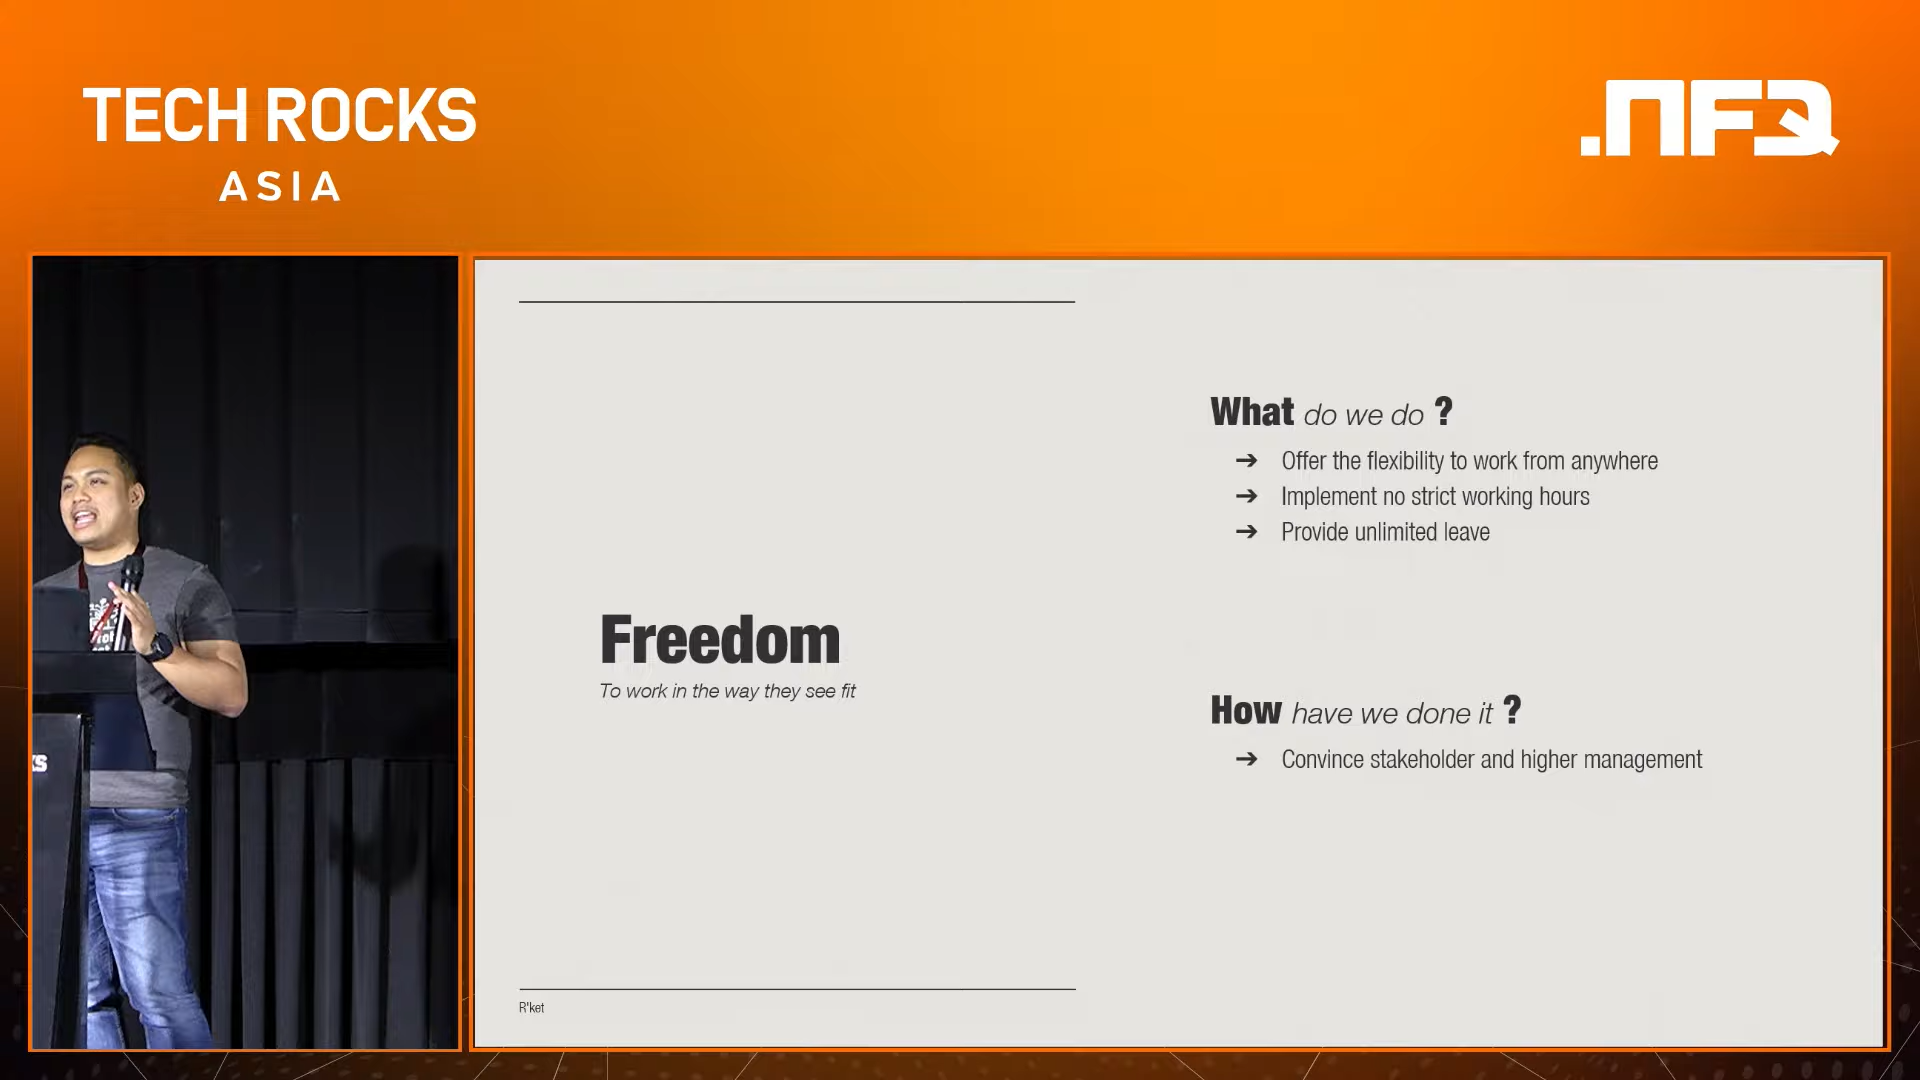 TECH ROCKS
ASIA
.NFQ
Freedom
To work in the way they see fit
What do we do ?
➔ Offer the flexibility to work from anywhere
➔ Implement no strict working hours
➔ Provide unlimited leave
How have we done it ?
➔ Convince stakeholder and higher management
R'ket
KS